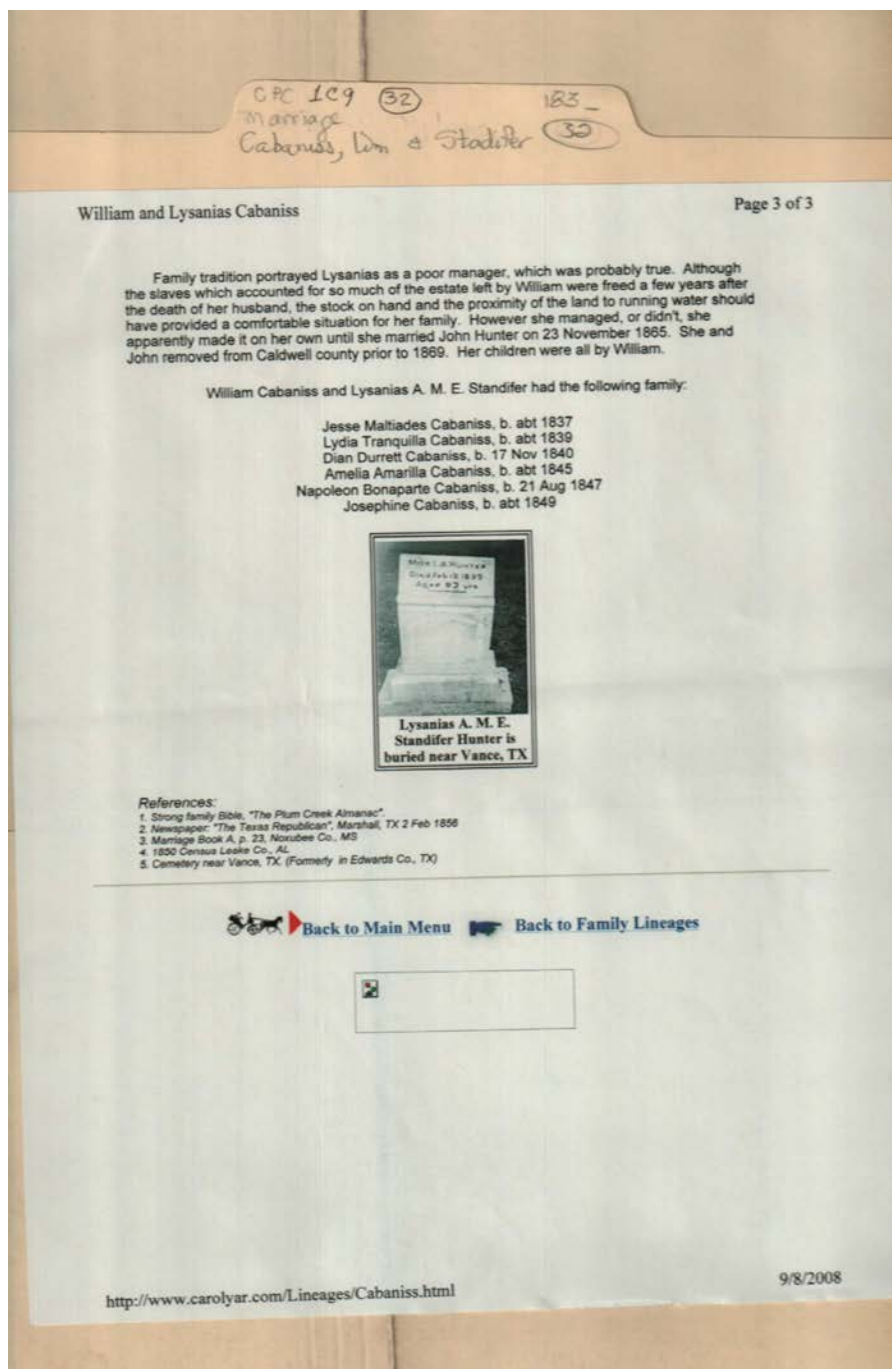 CPC 1C9 (32) 183_
Marriage
Cabaniss, Wm & Stadifer (32)
William and Lysanias Cabaniss Page 3 of 3
Family tradition portrayed Lysanias as a poor manager, which was probably true. Although
the slaves which accounted for so much of the estate left by William were freed a few years after
the death of her husband, the stock on hand and the proximity of the land to running water should
have provided a comfortable situation for her family. However she managed, or didn't, she
apparently made it on her own until she married John Hunter on 23 November 1865. She and
John removed from Caldwell county prior to 1869. Her children were all by William.
William Cabaniss and Lysanias A. M. E. Standifer had the following family:
Jesse Maltiades Cabaniss, b. abt 1837
Lydia Tranquilla Cabaniss, b. abt 1839
Dian Durrett Cabaniss, b. 17 Nov 1840
Amelia Amarilla Cabaniss, b. abt 1845
Napoleon Bonaparte Cabaniss, b. 21 Aug 1847
Josephine Cabaniss, b. abt 1849
Hunter
Died Feb
Aged yrs
Lysanias A. M. E.
Standifer Hunter is
buried near Vance, TX
References:
1. Strong family Bible, "The Plum Creek Almanac".
2. Newspaper: "The Texas Republican", Marshall, TX 2 Feb 1856
3. Marriage Book A, p. 23, Noxubee Co., MS
4. 1850 Census Leake Co., AL
5. Cemetery near Vance, TX. (Formerly in Edwards Co., TX)
Back to Main Menu Back to Family Lineages
http://www.carolyar.com/Lineages/Cabaniss.html 9/8/2008